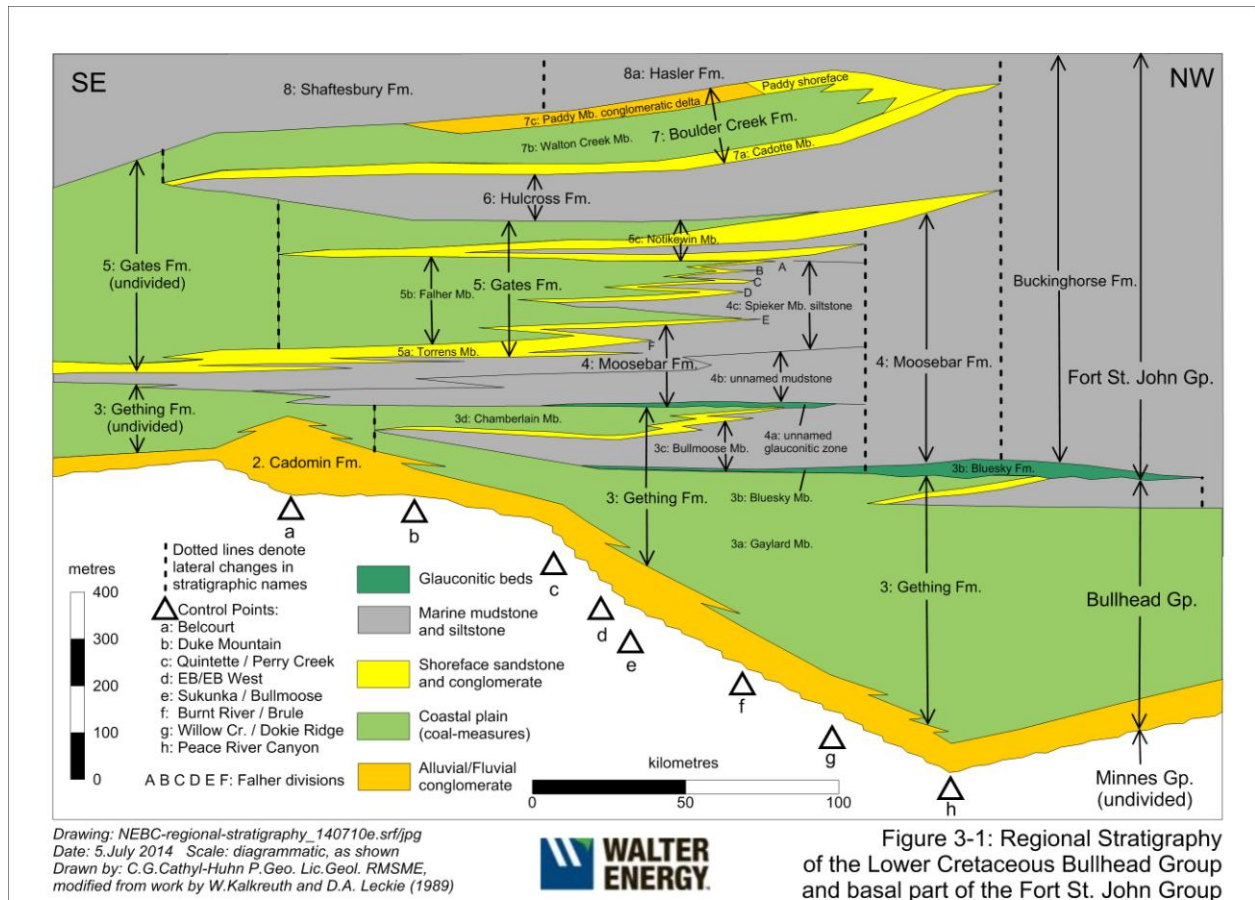 SE
NW
8: Shaftesbury Fm.
8a: Hasler Fm.
Paddy shoreface
7c: Paddy Mb. conglomeratic delta
7: Boulder Creek Fm.
7b: Walton Creek Mb.
7a: Cadotte Mb.
6: Hulcross Fm.
5c: Notikewin Mb.
5: Gates Fm.
(undivided)
5b: Falher Mb.
5: Gates Fm.
A
B
C
D
E
F
4c: Spieker Mb. siltstone
Buckinghorse Fm.
5a: Torrens Mb.
4: Moosebar Fm.
4: Moosebar Fm.
4b: unnamed mudstone
Fort St. John Gp.
3: Gething Fm.
(undivided)
3d: Chamberlain Mb.
3c: Bullmoose Mb.
4a: unnamed
glauconitic zone
2. Cadomin Fm.
3b: Bluesky Fm.
3: Gething Fm.
3b: Bluesky Mb.
3a: Gaylard Mb.
3: Gething Fm.
Bullhead Gp.
Minnes Gp.
(undivided)
a
b
c
d
e
f
g
h
Dotted lines denote
lateral changes in
stratigraphic names
Control Points:
a: Belcourt
b: Duke Mountain
c: Quintette / Perry Creek
d: EB/EB West
e: Sukunka / Bullmoose
f: Burnt River / Brule
g: Willow Cr. / Dokie Ridge
h: Peace River Canyon
A B C D E F: Falher divisions
metres
400
300
200
100
0
Glauconitic beds
Marine mudstone
and siltstone
Shoreface sandstone
and conglomerate
Coastal plain
(coal-measures)
Alluvial/Fluvial
conglomerate
kilometres
0
50
100
Drawing: NEBC-regional-stratigraphy_140710e.srf/jpg
Date: 5.July 2014 Scale: diagrammatic, as shown
Drawn by: C.G.Cathyl-Huhn P.Geo. Lic.Geol. RMSME,
modified from work by W.Kalkreuth and D.A. Leckie (1989)
WALTER
ENERGY
Figure 3-1: Regional Stratigraphy
of the Lower Cretaceous Bullhead Group
and basal part of the Fort St. John Group